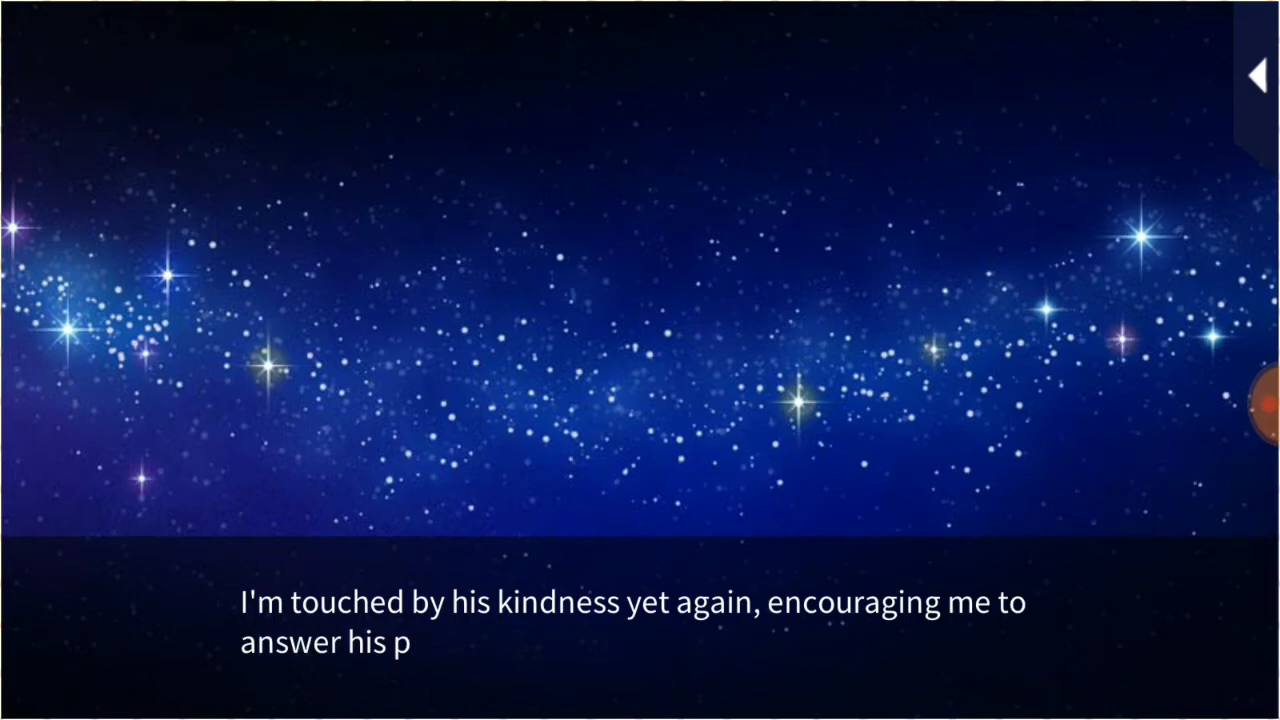 I'm touched by his kindness yet again, encouraging me to
answer his p